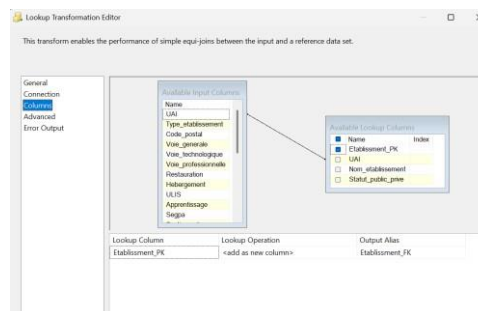 Lookup Transformation Editor
This transform enables the performance of simple equi-joins between the input and a reference data set.
General
Connection
Columns
Advanced
Error Output
Available Input Columns
Name
UAI
Type_etablissement
Code_postal
Voie_generale
Voie_technologique
Voie_professionnelle
Restauration
Hebergement
ULIS
Apprentissage
Segpa
Available Lookup Columns
Name Index
Etablissment_PK
UAI
Nom_etablissement
Statut_public_prive
Lookup Column Lookup Operation Output Alias
Etablissment_PK <add as new column> Etablissment_FK